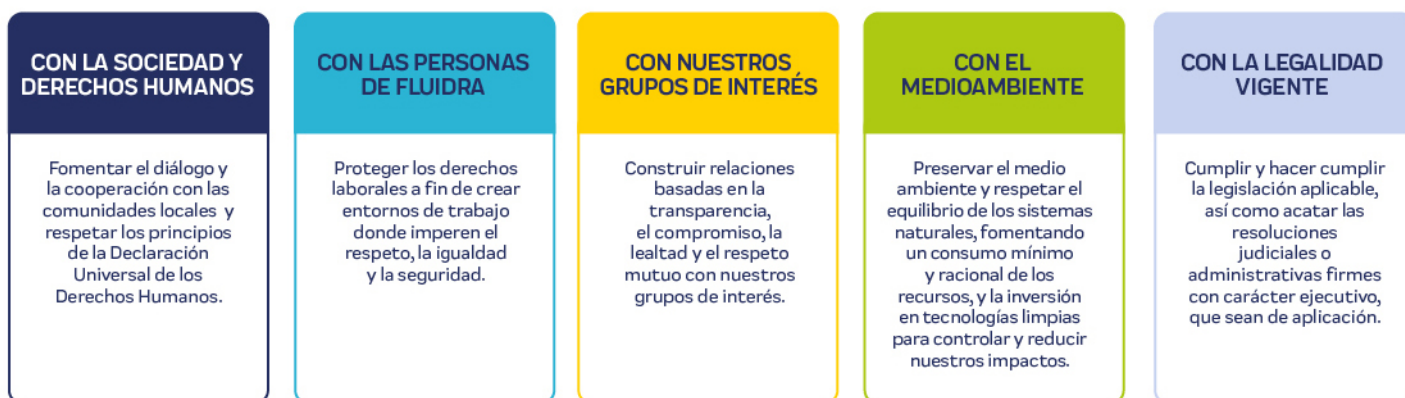 CON LA SOCIEDAD Y
DERECHOS HUMANOS
Fomentar el diálogo y
la cooperación con las
comunidades locales y
respetar los principios
de la Declaración
Universal de los
Derechos Humanos.
CON LAS PERSONAS
DE FLUIDRA
Proteger los derechos
laborales a fin de crear
entornos de trabajo
donde imperen el
respeto, la igualdad
y la seguridad.
CON NUESTROS
GRUPOS DE INTERÉS
Construir relaciones
basadas en la
transparencia,
el compromiso, la
lealtad y el respeto
mutuo con nuestros
grupos de interés.
CON EL
MEDIOAMBIENTE
Preservar el medio
ambiente y respetar el
equilibrio de los sistemas
naturales, fomentando
un consumo mínimo
y racional de los
recursos, y la inversión
en tecnologías limpias
para controlar y reducir
nuestros impactos.
CON LA LEGALIDAD
VIGENTE
Cumplir y hacer cumplir
la legislación aplicable,
así como acatar las
resoluciones
judiciales o
administrativas firmes
con carácter ejecutivo,
que sean de aplicación.